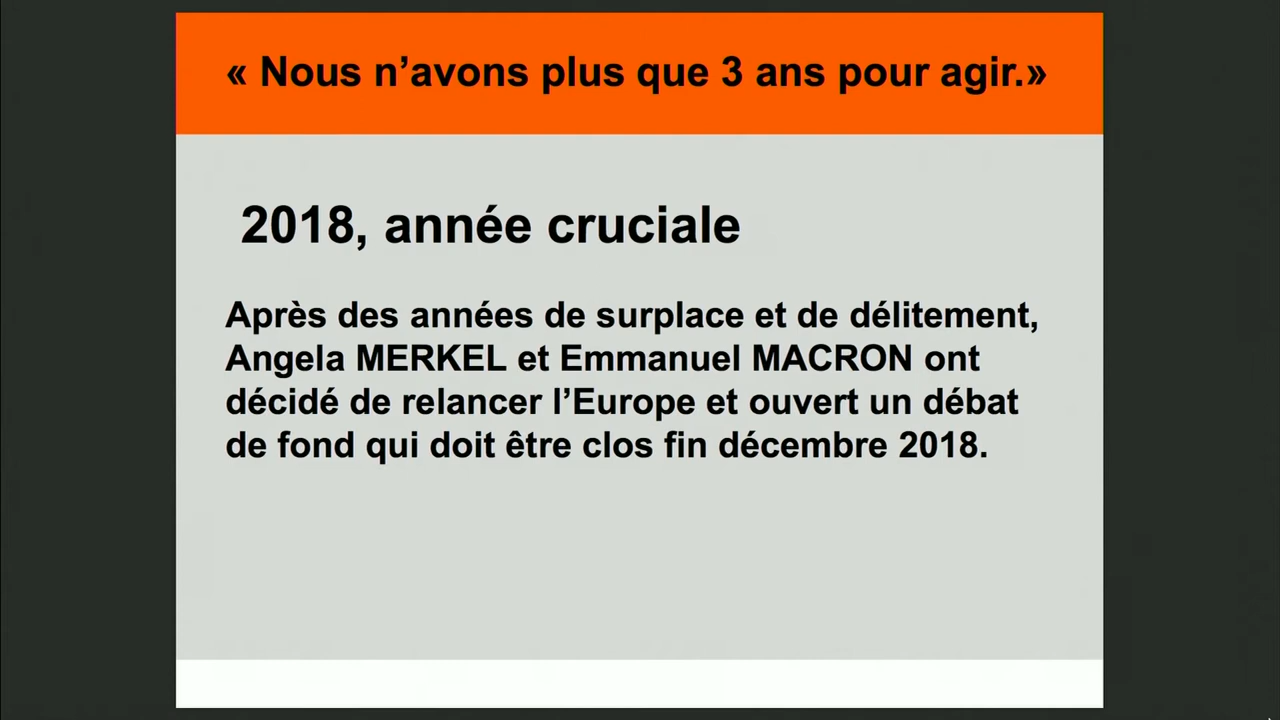 « Nous n’avons plus que 3 ans pour agir.»
2018, année cruciale
Après des années de surplace et de délitement,
Angela MERKEL et Emmanuel MACRON ont
décidé de relancer l’Europe et ouvert un débat
de fond qui doit être clos fin décembre 2018.